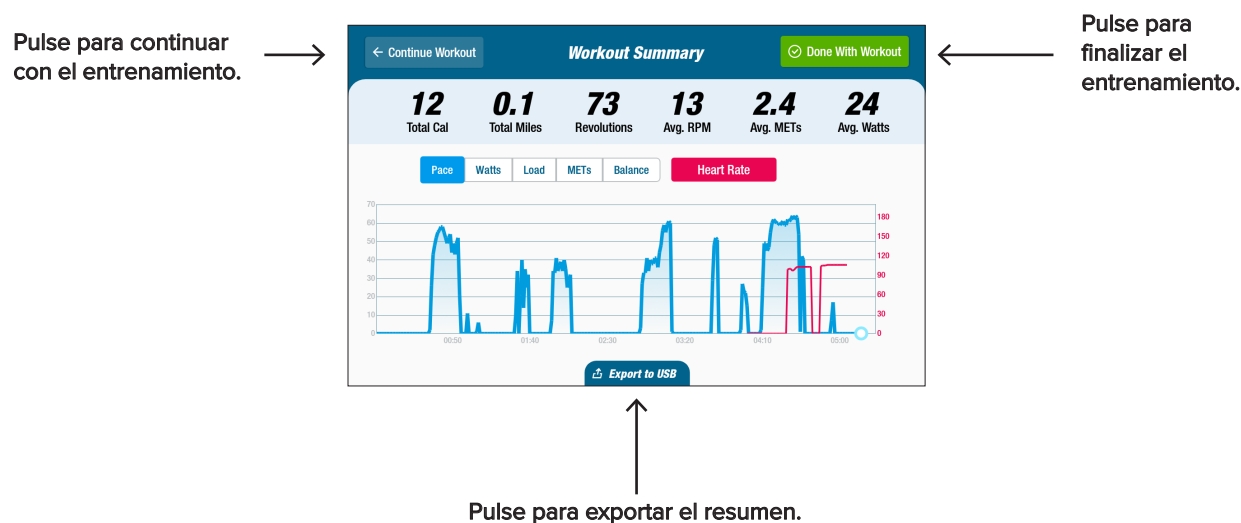 Pulse para continuar
con el entrenamiento.
Continue Workout
Workout Summary
Done With Workout
Pulse para
finalizar el
entrenamiento.
12 0.1 73 13 2.4 24
Total Cal Total Miles Revolutions Avg. RPM Avg. METs Avg. Watts
Pace Watts Load METs Balance Heart Rate
70
60
50
40
30
20
10
0
180
150
120
90
60
30
0
00:50 01:40 02:30 03:20 04:10 05:00
Export to USB
Pulse para exportar el resumen.